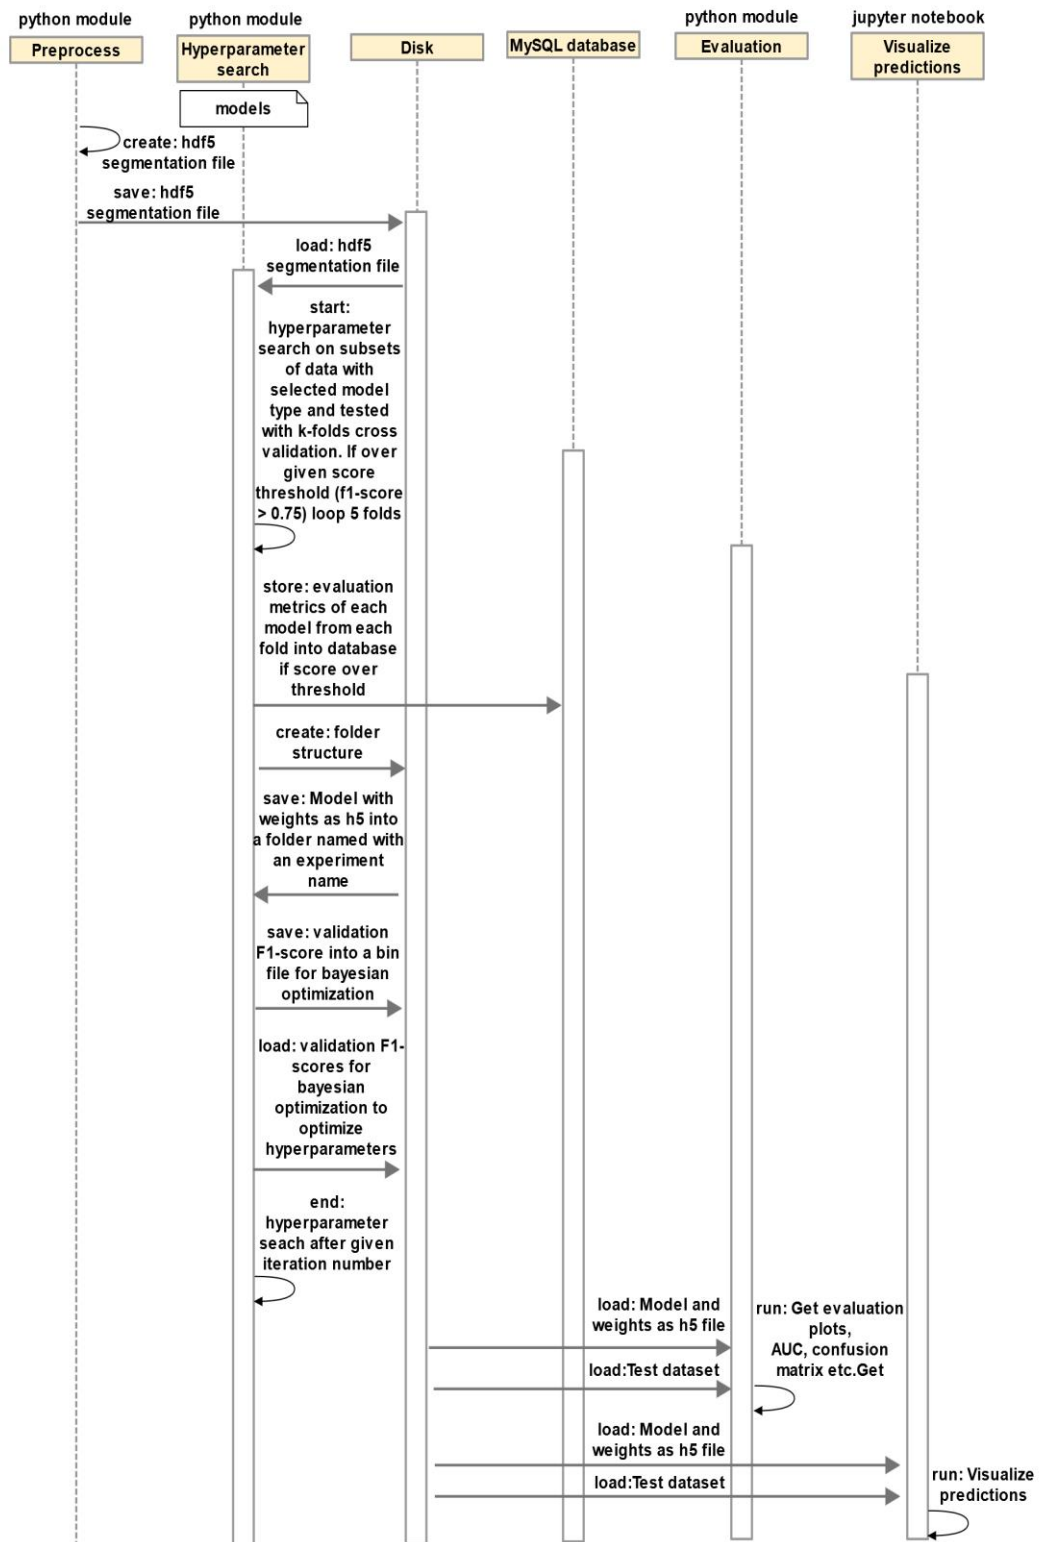 python module
Preprocess
python module
Hyperparameter
search
models
Disk
MySQL database
python module
Evaluation
jupyter notebook
Visualize
predictions
create: hdf5
segmentation file
save: hdf5
segmentation file
load: hdf5
segmentation file
start:
hyperparameter
search on subsets
of data with
selected model
type and tested
with k-folds cross
validation. If over
given score
threshold (f1-score
> 0.75) loop 5 folds
store: evaluation
metrics of each
model from each
fold into database
if score over
threshold
create: folder
structure
save: Model with
weights as h5 into
a folder named with
an experiment
name
save: validation
F1-score into a bin
file for bayesian
optimization
load: validation F1-
scores for
bayesian
optimization to
optimize
hyperparameters
end:
hyperparameter
seach after given
iteration number
load: Model and
weights as h5 file
run: Get evaluation
plots,
AUC, confusion
matrix etc.Get
load:Test dataset
load: Model and
weights as h5 file
load:Test dataset
run: Visualize
predictions